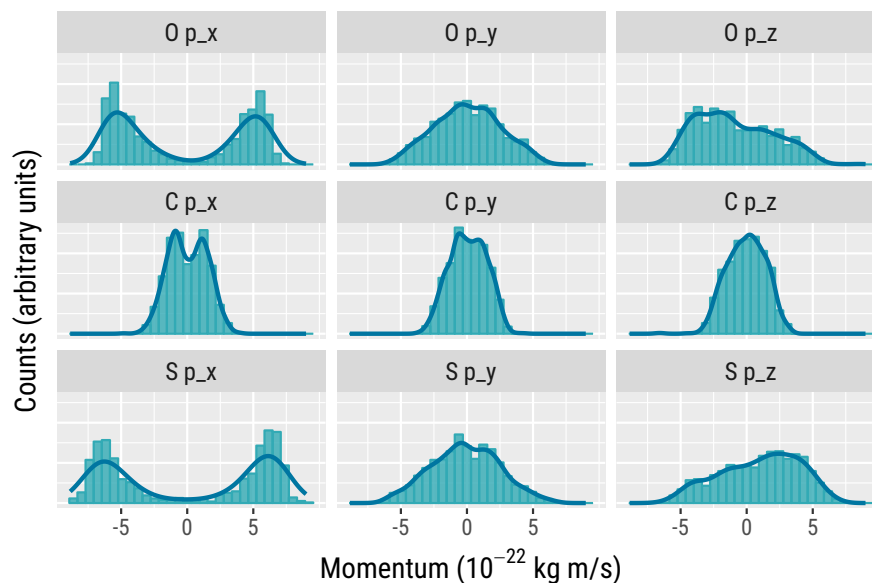 O p_x
O p_y
O p_z
C p_x
C p_y
C p_z
S p_x
S p_y
S p_z
Counts (arbitrary units)
-5 0 5 -5 0 5 -5 0 5
Momentum (10⁻²² kg m/s)